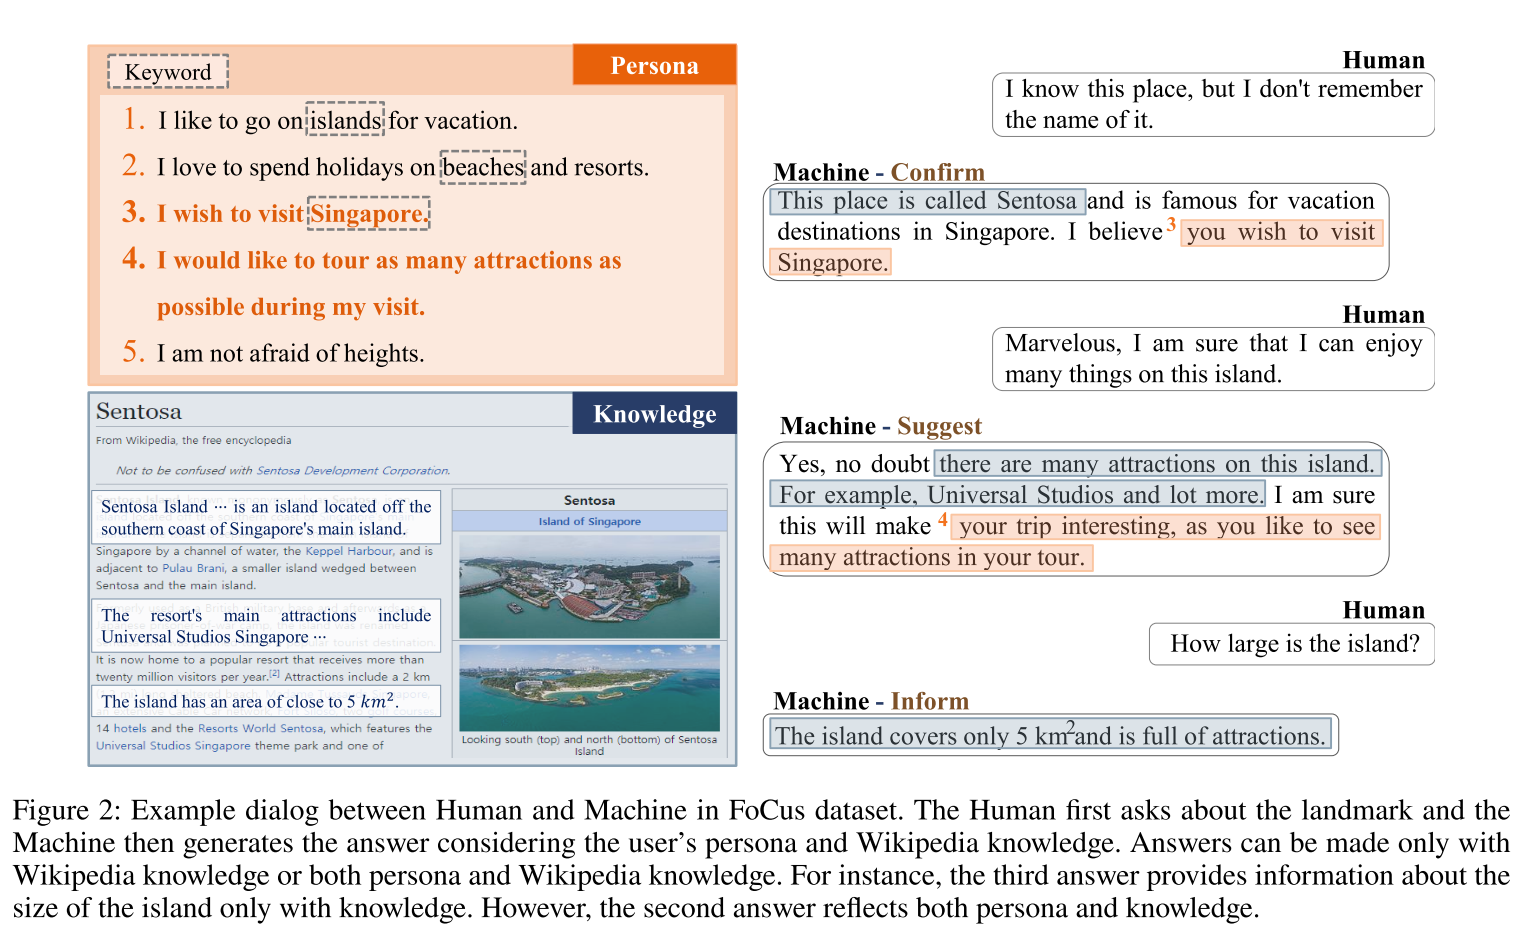 Keyword
Persona
1. I like to go on islands for vacation.
2. I love to spend holidays on beaches and resorts.
3. I wish to visit Singapore.
4. I would like to tour as many attractions as
possible during my visit.
5. I am not afraid of heights.
Sentosa
Knowledge
From Wikipedia, the free encyclopedia
Not to be confused with Sentosa Development Corporation.
Sentosa Island ··· is an island located off the
southern coast of Singapore's main island.
Singapore by a channel of water, the Keppel Harbour, and is
adjacent to Pulau Brani, a smaller island wedged between
Sentosa and the main island.
The resort's main attractions include
Universal Studios Singapore ···
It is now home to a popular resort that receives more than
twenty million visitors per year.[2] Attractions include a 2 km
The island has an area of close to 5 km².
14 hotels and the Resorts World Sentosa, which features the
Universal Studios Singapore theme park and one of
Sentosa
Island of Singapore
Looking south (top) and north (bottom) of Sentosa
Island
Human
I know this place, but I don't remember
the name of it.
Machine - Confirm
This place is called Sentosa and is famous for vacation
destinations in Singapore. I believe 3 you wish to visit
Singapore.
Human
Marvelous, I am sure that I can enjoy
many things on this island.
Machine - Suggest
Yes, no doubt there are many attractions on this island.
For example, Universal Studios and lot more. I am sure
this will make 4 your trip interesting, as you like to see
many attractions in your tour.
Human
How large is the island?
Machine - Inform
The island covers only 5 km² and is full of attractions.
Figure 2: Example dialog between Human and Machine in FoCus dataset. The Human first asks about the landmark and the
Machine then generates the answer considering the user's persona and Wikipedia knowledge. Answers can be made only with
Wikipedia knowledge or both persona and Wikipedia knowledge. For instance, the third answer provides information about the
size of the island only with knowledge. However, the second answer reflects both persona and knowledge.